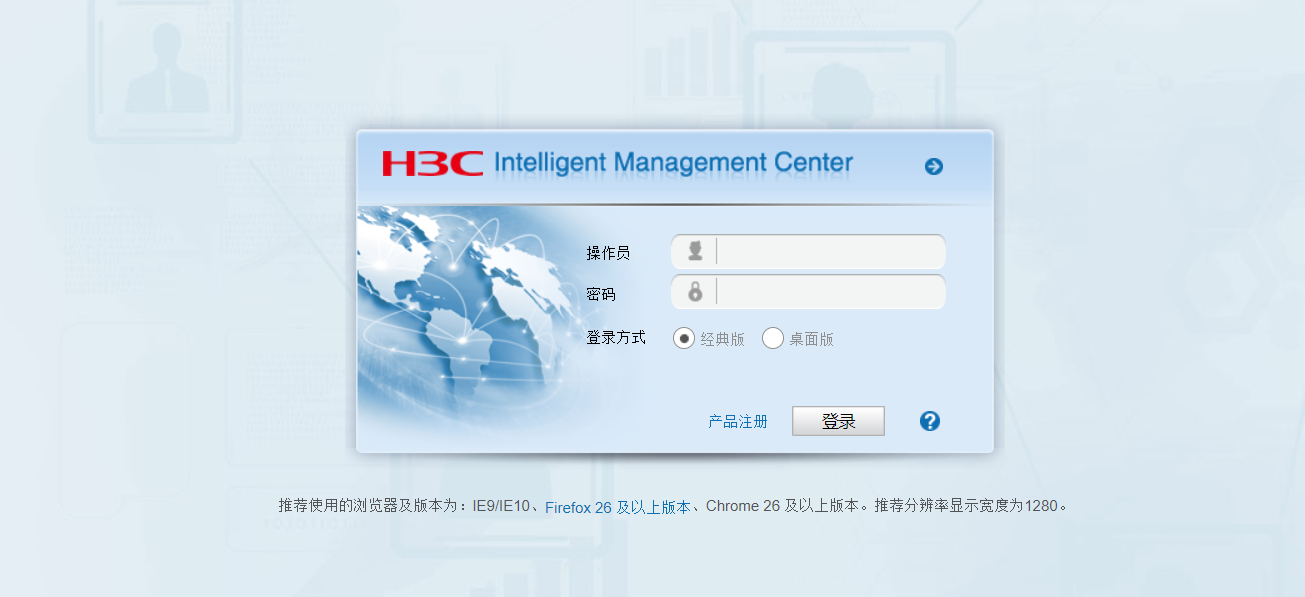 H3C Intelligent Management Center
操作员
密码
登录方式 经典版 桌面版
产品注册 登录 ?
推荐使用的浏览器及版本为：IE9/IE10、Firefox 26 及以上版本、Chrome 26 及以上版本。推荐分辨率显示宽度为1280。